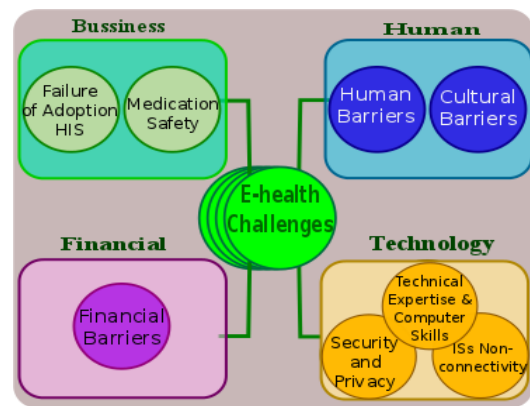 Bussiness
Failure
of Adoption
HIS
Medication
Safety
Human
Human
Barriers
Cultural
Barriers
E-health
Challenges
Financial
Financial
Barriers
Technology
Technical
Expertise &
Computer
Skills
Security
and
Privacy
ISs Non-
connectivity